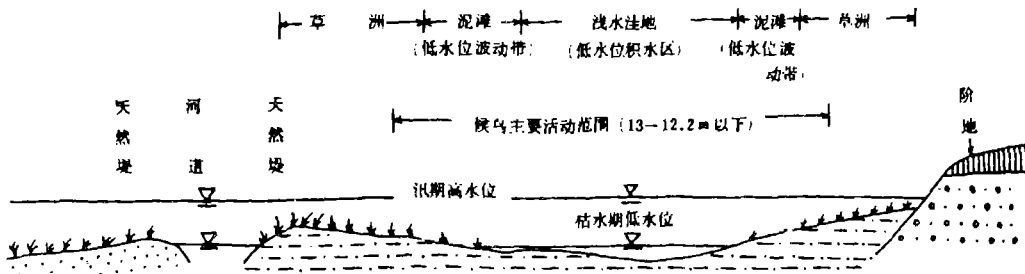 草洲 泥滩 浅水洼地 泥滩 草洲
(低水位波动带) (低水位积水区) (低水位波
动带)
天然堤 河道 天然堤 阶地
候鸟主要活动范围(13—12.2m以下)
汛期高水位
枯水期低水位